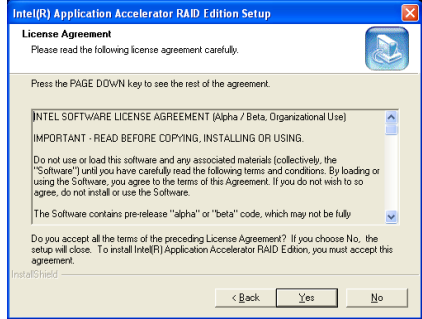 Intel(R) Application Accelerator RAID Edition Setup
License Agreement
Please read the following license agreement carefully.
Press the PAGE DOWN key to see the rest of the agreement.
INTEL SOFTWARE LICENSE AGREEMENT (Alpha / Beta, Organizational Use)
IMPORTANT - READ BEFORE COPYING, INSTALLING OR USING.
Do not use or load this software and any associated materials (collectively, the
"Software") until you have carefully read the following terms and conditions. By loading or
using the Software, you agree to the terms of this Agreement. If you do not wish to so
agree, do not install or use the Software.
The Software contains pre-release "alpha" or "beta" code, which may not be fully
Do you accept all the terms of the preceding License Agreement? If you choose No, the
setup will close. To install Intel(R) Application Accelerator RAID Edition, you must accept this
agreement.
InstallShield
< Back Yes No